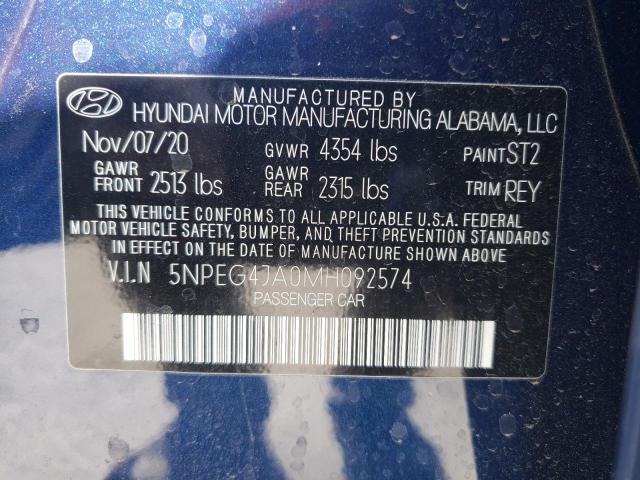 MANUFACTURED BY
HYUNDAI MOTOR MANUFACTURING ALABAMA, LLC
Nov/07/20 GVWR 4354 lbs PAINT ST2
GAWR FRONT 2513 lbs GAWR REAR 2315 lbs TRIM REY
THIS VEHICLE CONFORMS TO ALL APPLICABLE U.S.A. FEDERAL
MOTOR VEHICLE SAFETY, BUMPER, AND THEFT PREVENTION STANDARDS
IN EFFECT ON THE DATE OF MANUFACTURE SHOWN ABOVE
V.I.N 5NPEG4JA0MH092574
PASSENGER CAR